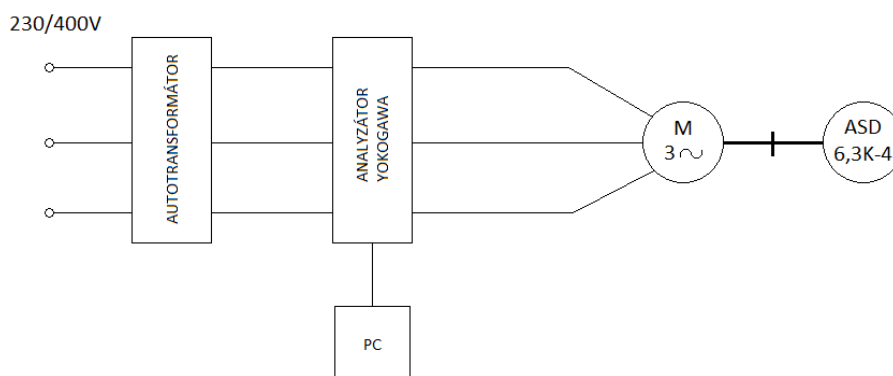 230/400V
AUTOTRANSFORMÁTOR
ANALYZÁTOR
YOKOGAWA
M
3
ASD
6,3K-4
PC